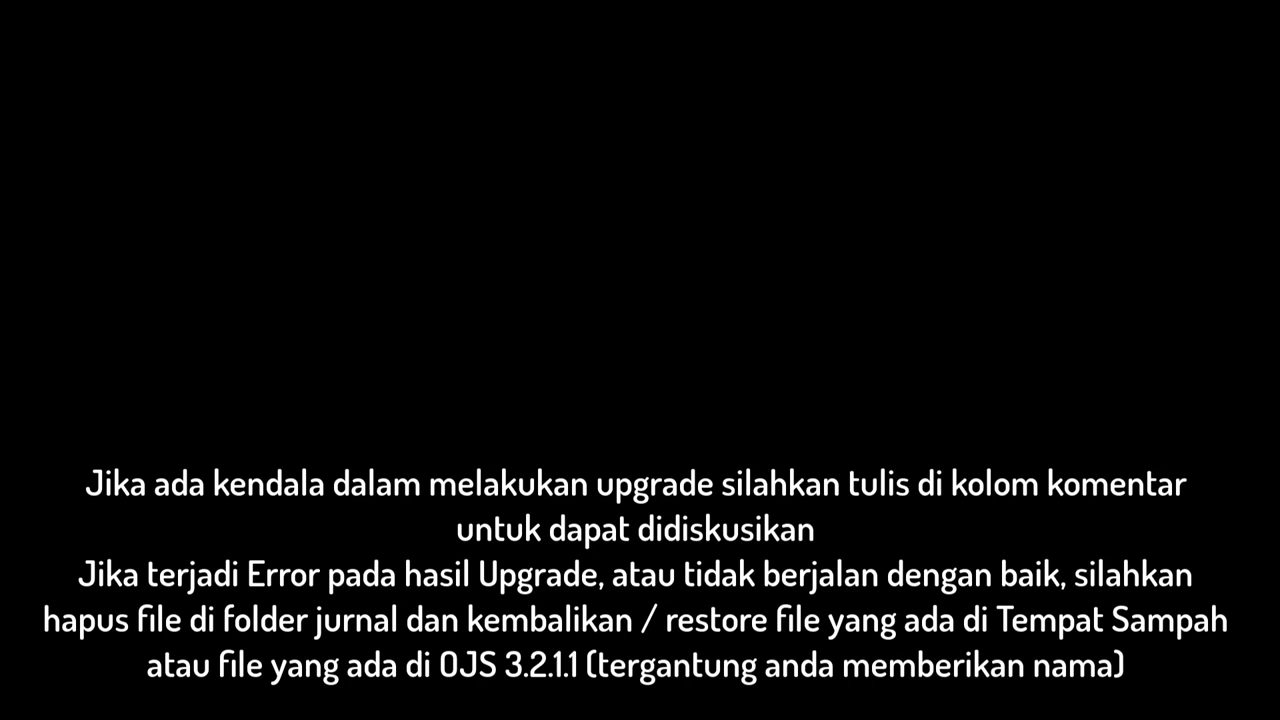 Jika ada kendala dalam melakukan upgrade silahkan tulis di kolom komentar
untuk dapat didiskusikan
Jika terjadi Error pada hasil Upgrade, atau tidak berjalan dengan baik, silahkan
hapus file di folder jurnal dan kembalikan / restore file yang ada di Tempat Sampah
atau file yang ada di OJS 3.2.1.1 (tergantung anda memberikan nama)